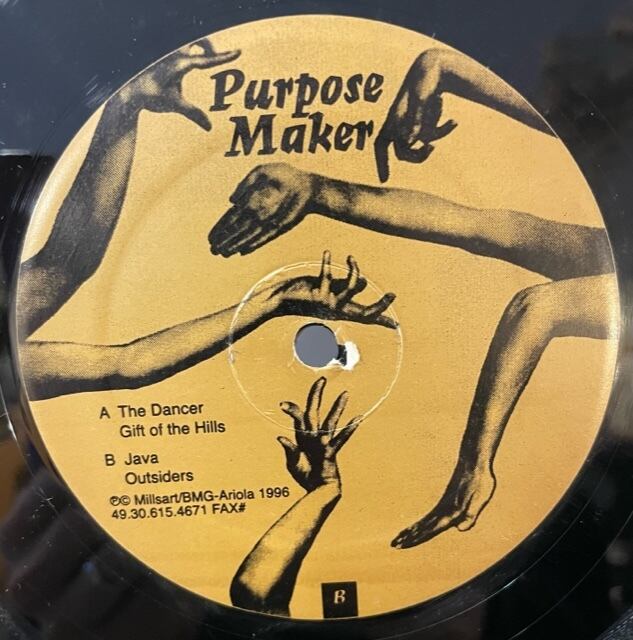 Purpose
Maker
A The Dancer
Gift of the Hills
B Java
Outsiders
℗© Millsart/BMG-Ariola 1996
49.30.615.4671 FAX#
B